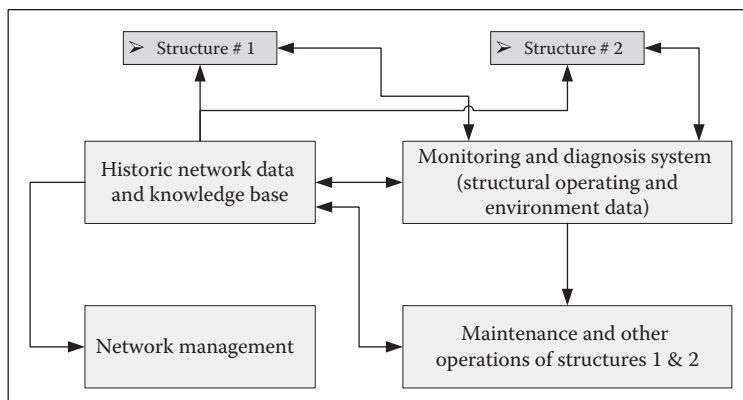 ➢ Structure # 1
➢ Structure # 2
Historic network data
and knowledge base
Monitoring and diagnosis system
(structural operating and
environment data)
Network management
Maintenance and other
operations of structures 1 & 2